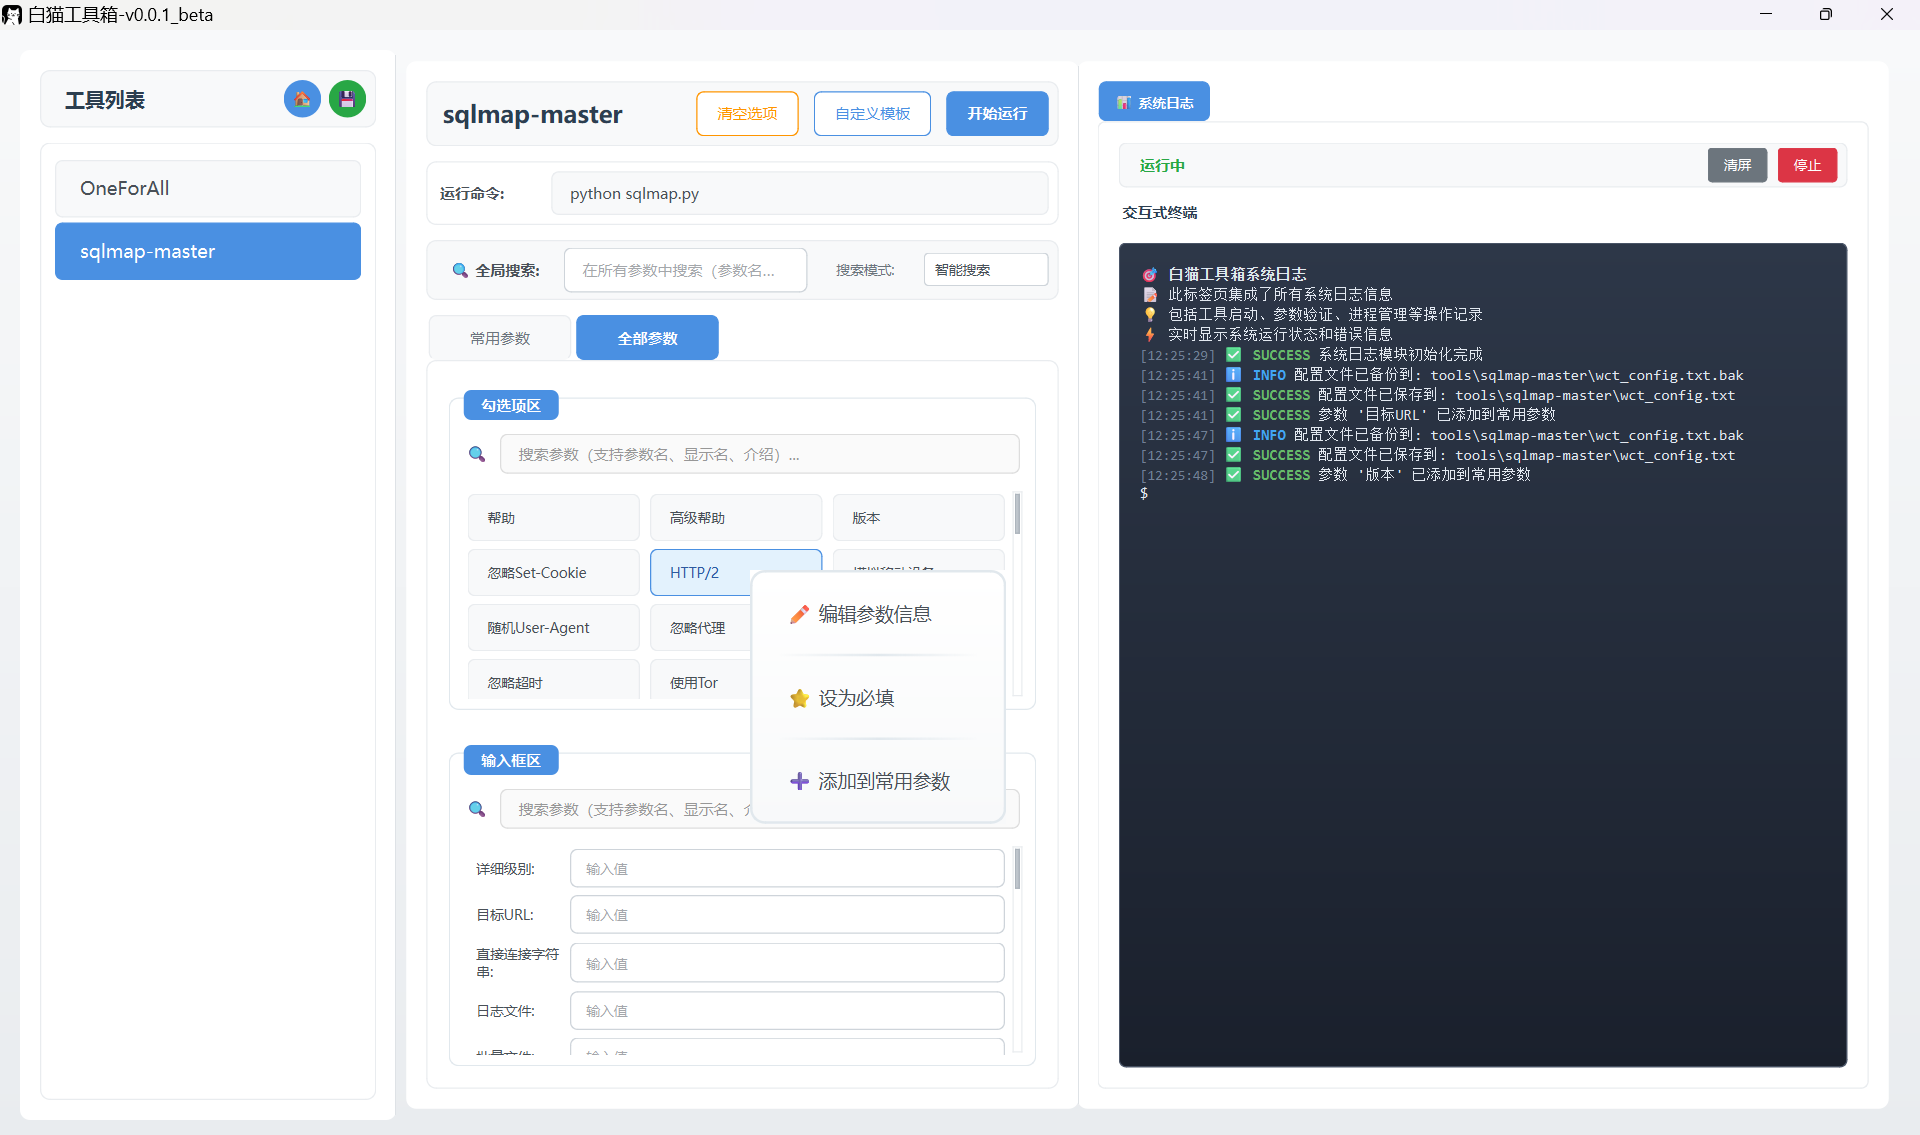 白猫工具箱-v0.0.1_beta
工具列表
OneForAll
sqlmap-master
sqlmap-master
清空选项
自定义模板
开始运行
运行命令:
python sqlmap.py
全局搜索:
在所有参数中搜索（参数名...
搜索模式:
智能搜索
常用参数
全部参数
勾选项区
搜索参数（支持参数名、显示名、介绍）...
帮助
高级帮助
版本
忽略Set-Cookie
HTTP/2
随机User-Agent
忽略代理
忽略超时
使用Tor
编辑参数信息
设为必填
添加到常用参数
输入框区
搜索参数（支持参数名、显示名、
详细级别:
输入值
目标URL:
输入值
直接连接字符
串:
输入值
日志文件:
输入值
系统日志
运行中
清屏
停止
交互式终端
白猫工具箱系统日志
此标签页集成了所有系统日志信息
包括工具启动、参数验证、进程管理等操作记录
实时显示系统运行状态和错误信息
[12:25:29] ✅ SUCCESS 系统日志模块初始化完成
[12:25:41] ℹ️ INFO 配置文件已备份到: tools\sqlmap-master\wct_config.txt.bak
[12:25:41] ✅ SUCCESS 配置文件已保存到: tools\sqlmap-master\wct_config.txt
[12:25:41] ✅ SUCCESS 参数 '目标URL' 已添加到常用参数
[12:25:47] ℹ️ INFO 配置文件已备份到: tools\sqlmap-master\wct_config.txt.bak
[12:25:47] ✅ SUCCESS 配置文件已保存到: tools\sqlmap-master\wct_config.txt
[12:25:48] ✅ SUCCESS 参数 '版本' 已添加到常用参数
$